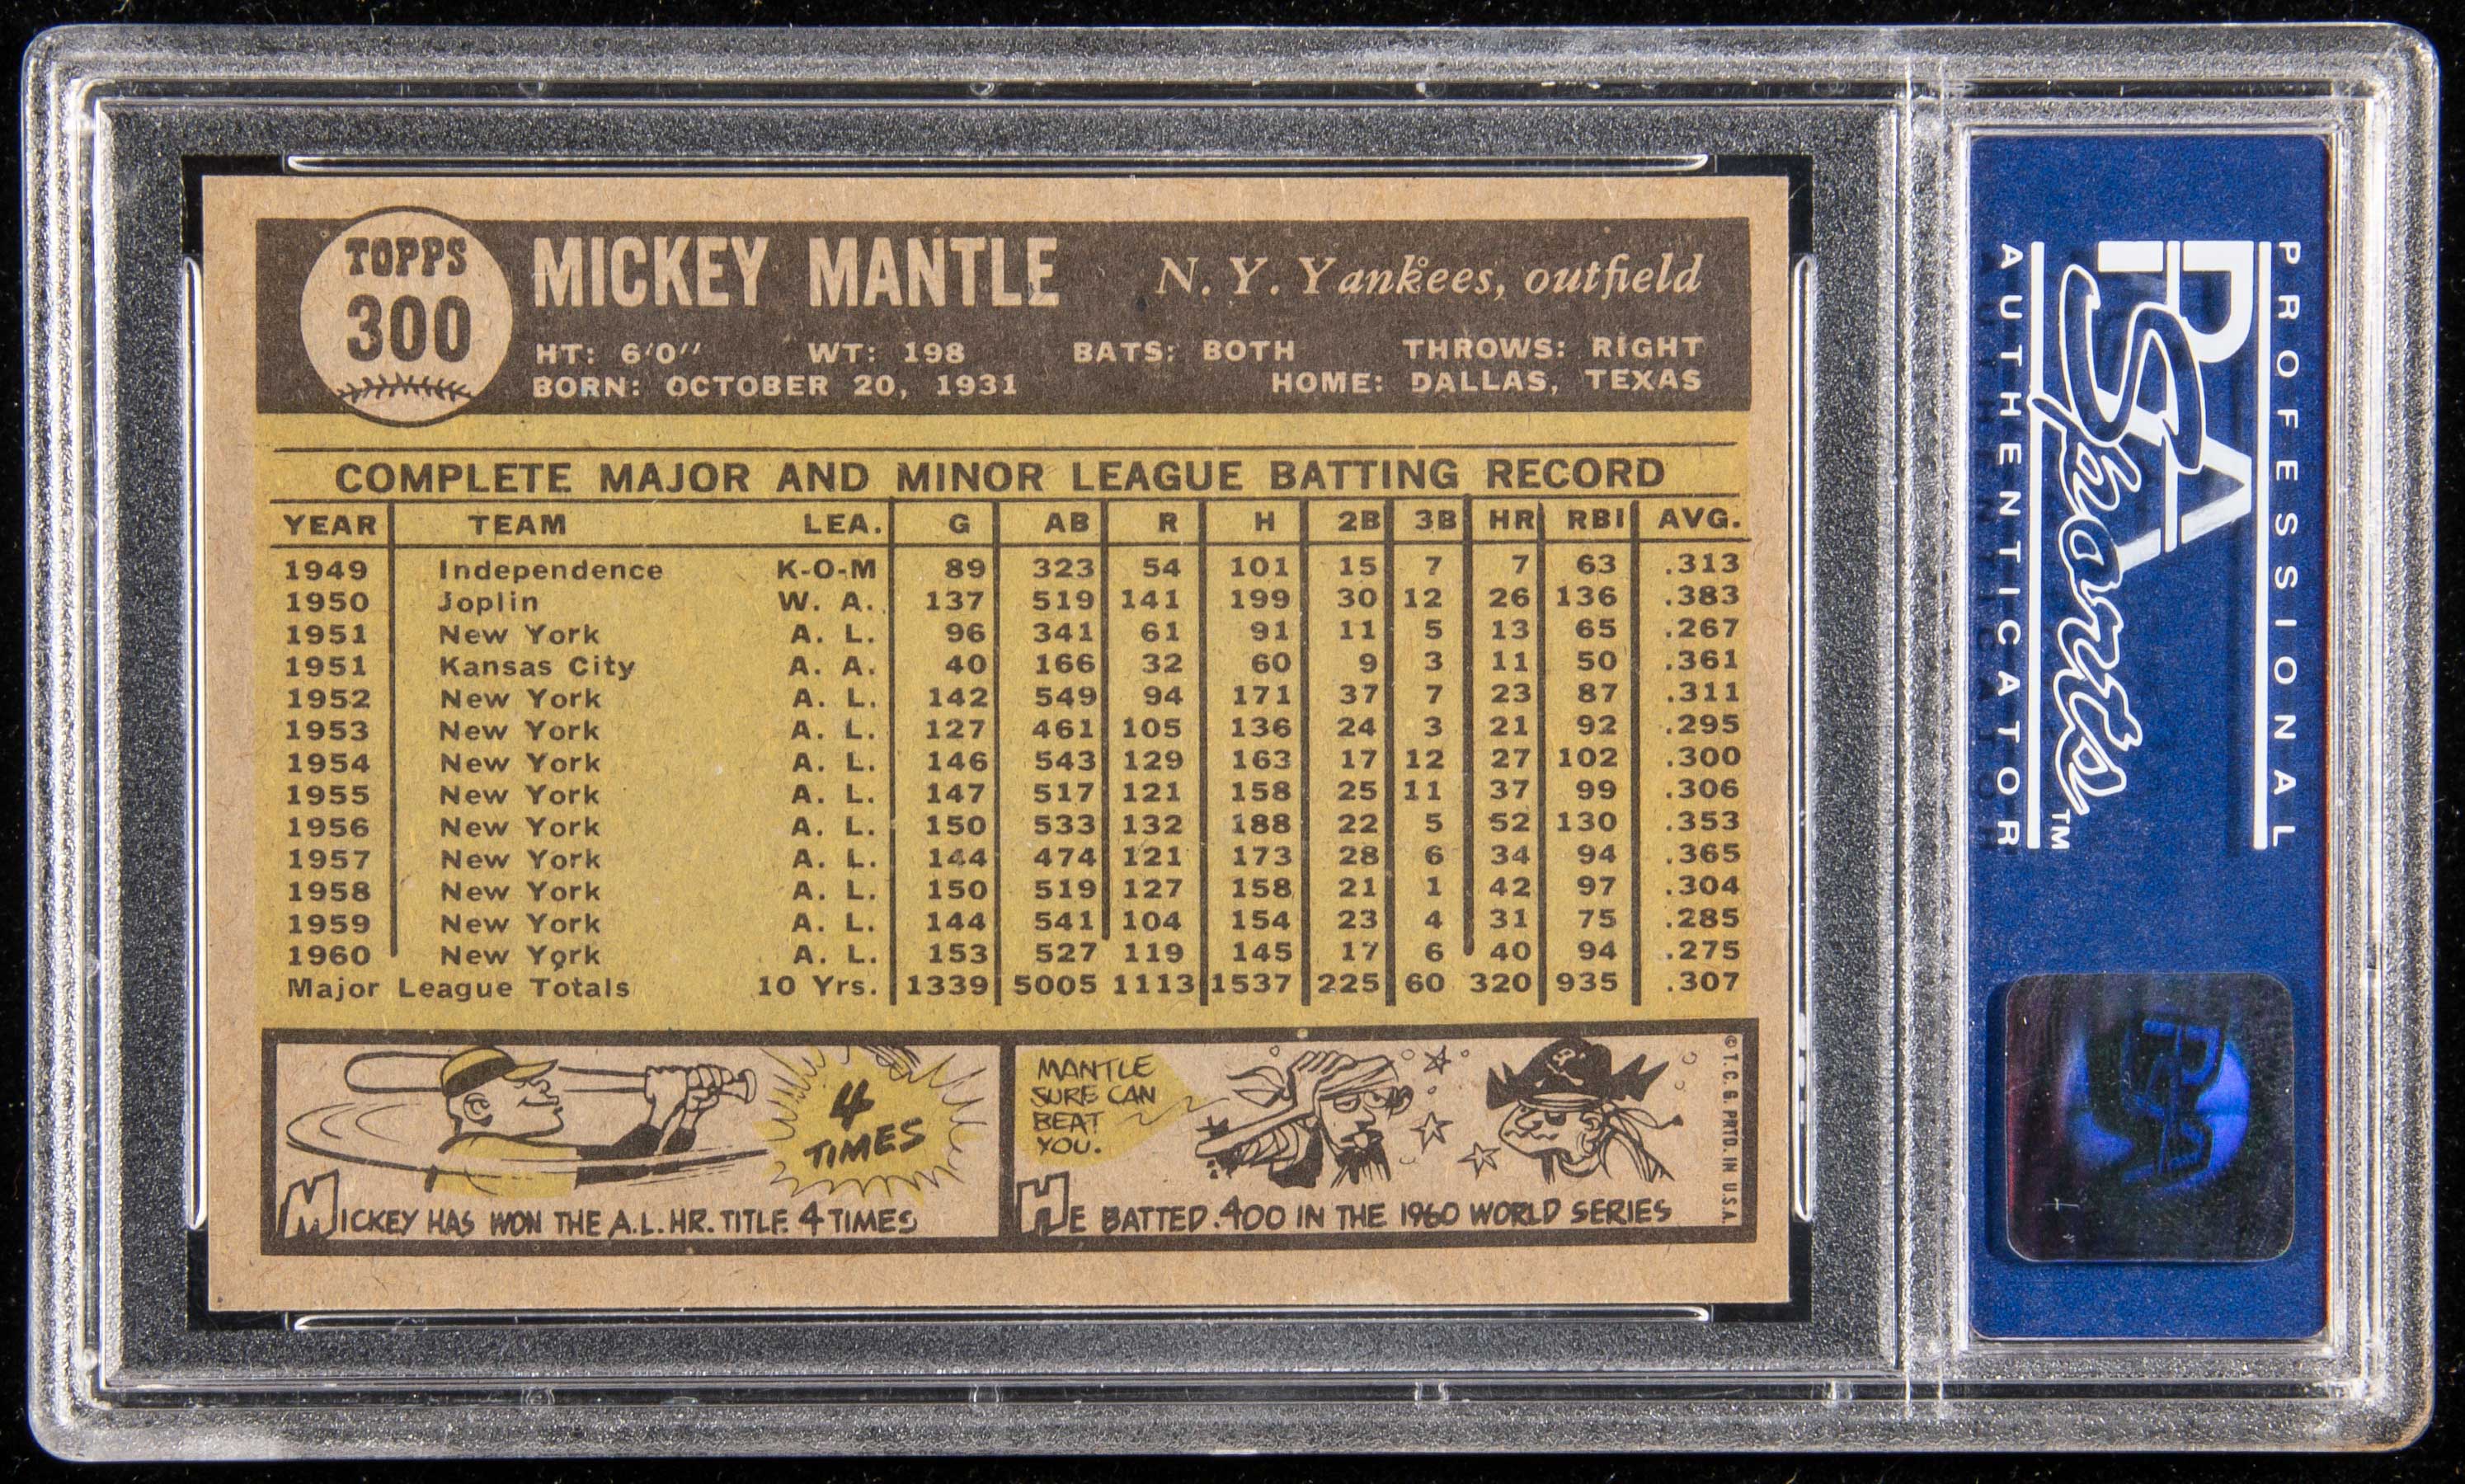 TOPPS
300
MICKEY MANTLE
N. Y. Yankees, outfield
HT: 6'0" WT: 198 BATS: BOTH THROWS: RIGHT
BORN: OCTOBER 20, 1931 HOME: DALLAS, TEXAS
COMPLETE MAJOR AND MINOR LEAGUE BATTING RECORD
YEAR TEAM LEA. G AB R H 2B 3B HR RBI AVG.
1949 Independence K-O-M 89 323 54 101 15 7 7 63 .313
1950 Joplin W. A. 137 519 141 199 30 12 26 136 .383
1951 New York A. L. 96 341 61 91 11 5 13 65 .267
1951 Kansas City A. A. 40 166 32 60 9 3 11 50 .361
1952 New York A. L. 142 549 94 171 37 7 23 87 .311
1953 New York A. L. 127 461 105 136 24 3 21 92 .295
1954 New York A. L. 146 543 129 163 17 12 27 102 .300
1955 New York A. L. 147 517 121 158 25 11 37 99 .306
1956 New York A. L. 150 533 132 188 22 5 52 130 .353
1957 New York A. L. 144 474 121 173 28 6 34 94 .365
1958 New York A. L. 150 519 127 158 21 1 42 97 .304
1959 New York A. L. 144 541 104 154 23 4 31 75 .285
1960 New York A. L. 153 527 119 145 17 6 40 94 .275
Major League Totals 10 Yrs. 1339 5005 1113 1537 225 60 320 935 .307
4
TIMES
MICKEY HAS WON THE A.L. HR. TITLE 4 TIMES
MANTLE
SURE CAN
BEAT
YOU.
HE BATTED .400 IN THE 1960 WORLD SERIES
© T. C. G. PRTD. IN U.S.A.
PROFESSIONAL
PSA
Sports™
AUTHENTICATOR
PSA